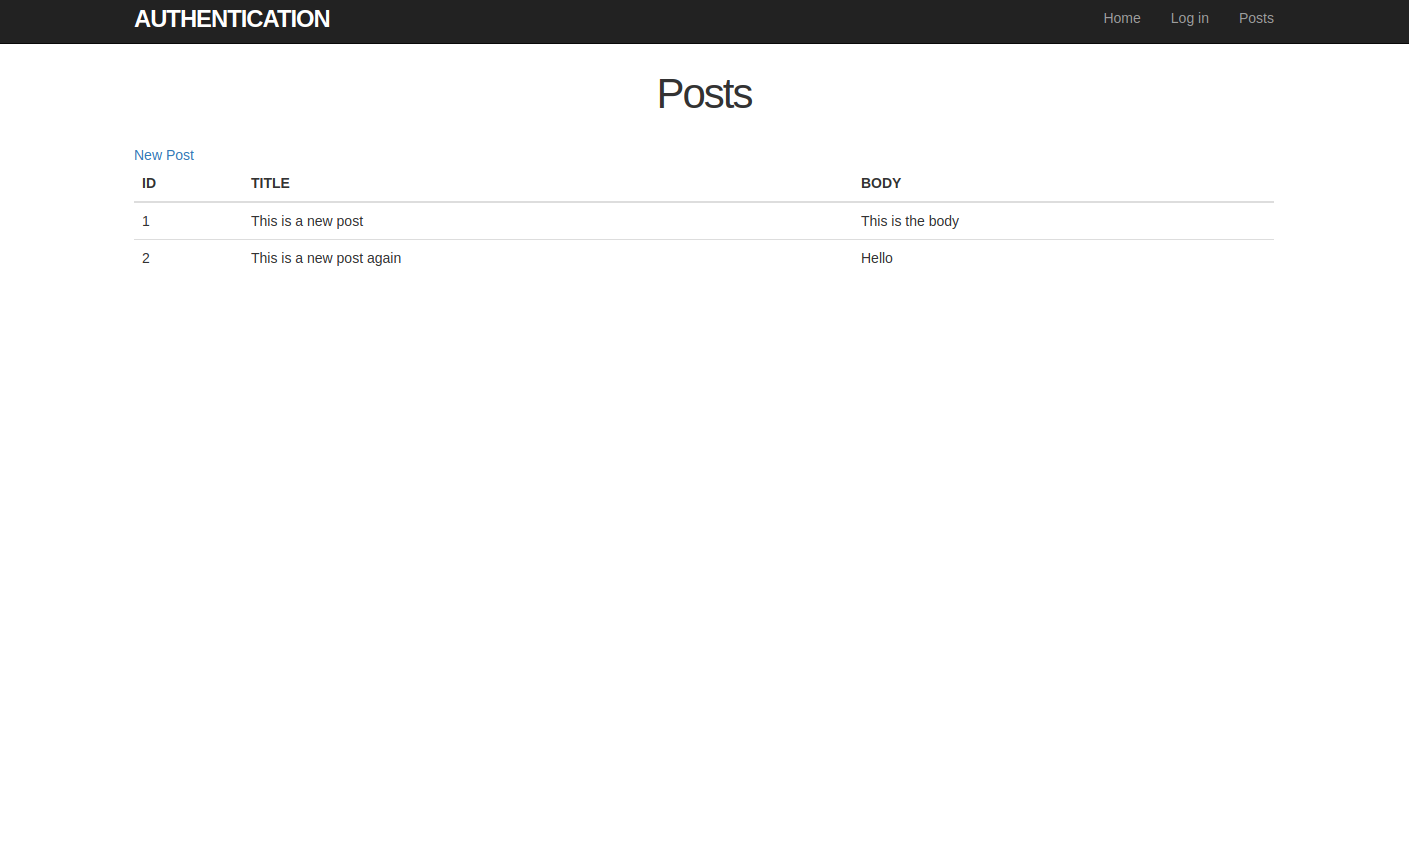 AUTHENTICATION Home Log in Posts
Posts
New Post
ID TITLE BODY
1 This is a new post This is the body
2 This is a new post again Hello